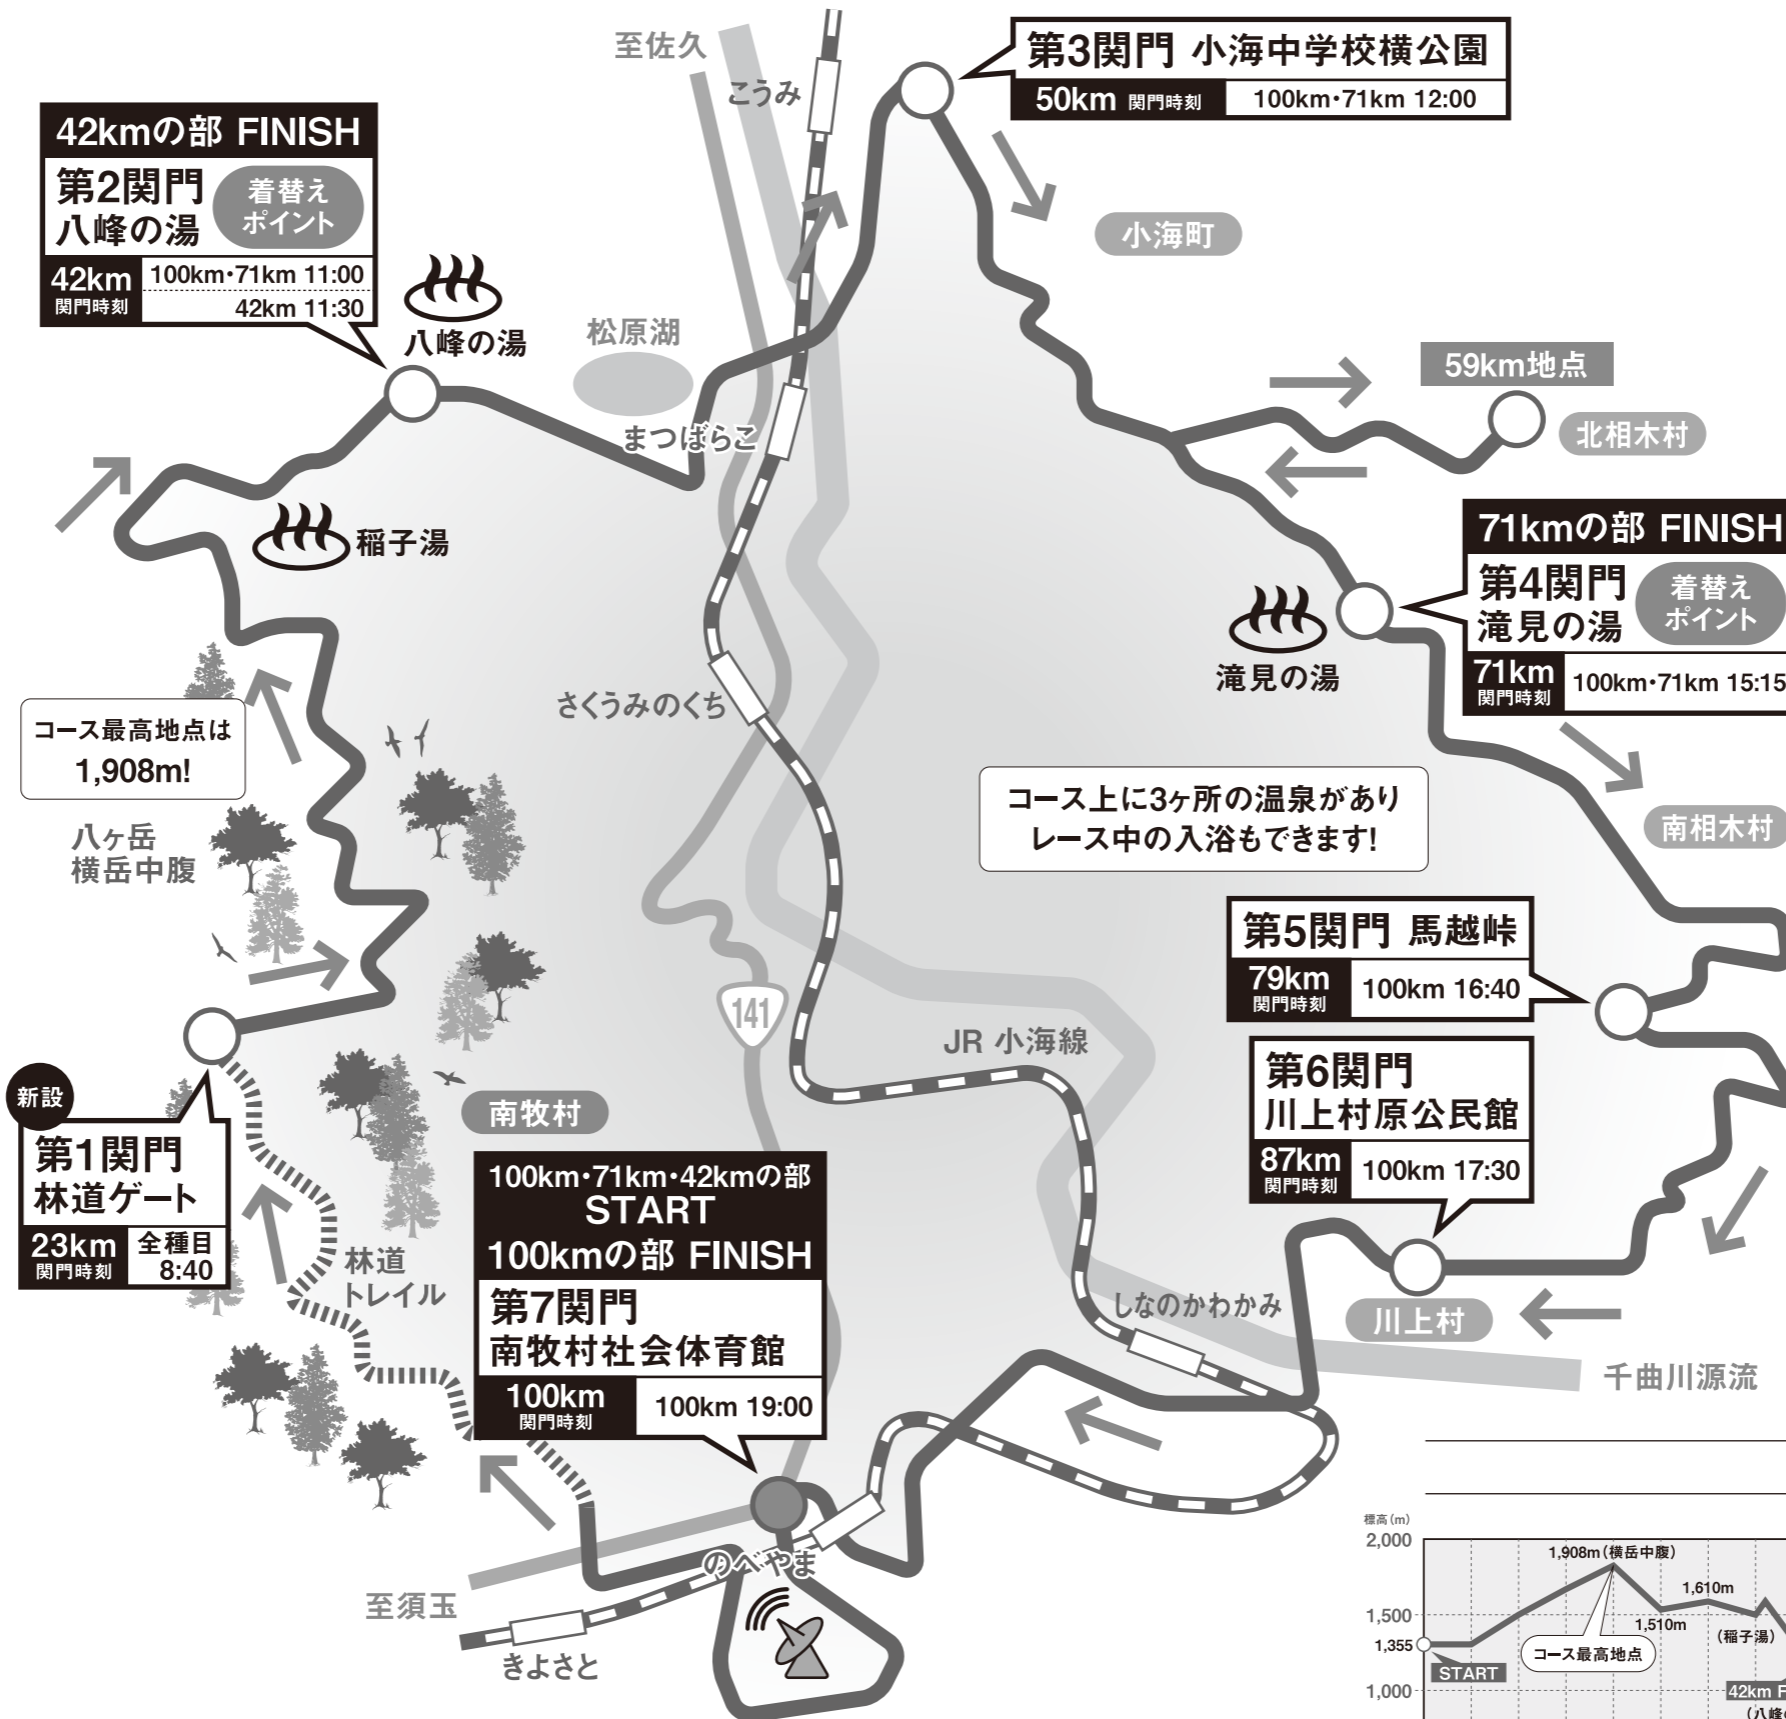 至佐久
こうみ
第3関門 小海中学校横公園
50km 関門時刻 100km・71km 12:00
42kmの部 FINISH
第2関門
八峰の湯
着替え
ポイント
42km
関門時刻
100km・71km 11:00
42km 11:30
八峰の湯
松原湖
まつばらこ
小海町
59km地点
北相木村
稲子湯
71kmの部 FINISH
第4関門
滝見の湯
着替え
ポイント
71km
関門時刻
100km・71km 15:15
滝見の湯
さくうみのくち
コース最高地点は
1,908m!
八ヶ岳
横岳中腹
コース上に3ヶ所の温泉があり
レース中の入浴もできます!
南相木村
第5関門 馬越峠
79km
関門時刻
100km 16:40
141
JR 小海線
第6関門
川上村原公民館
87km
関門時刻
100km 17:30
新設
第1関門
林道ゲート
23km
関門時刻
全種目
8:40
南牧村
林道
トレイル
100km・71km・42kmの部
START
100kmの部 FINISH
第7関門
南牧村社会体育館
100km
関門時刻
100km 19:00
しなのかわかみ
川上村
千曲川源流
のべやま
至須玉
きよさと
標高(m)
2,000
1,500
1,355
1,000
1,908m(横岳中腹)
1,610m
1,510m
(稲子湯)
コース最高地点
START
42km F
(八峰